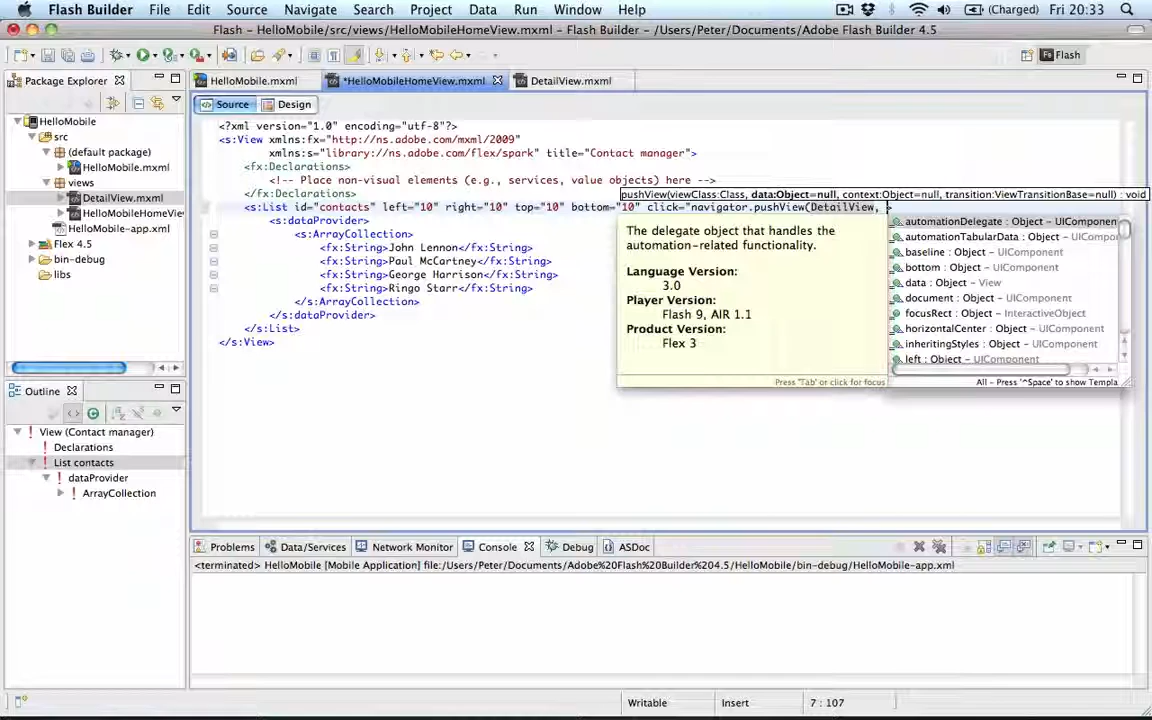 Flash Builder File Edit Source Navigate Search Project Data Run Window Help (Charged) Fri 20:33
Flash – HelloMobile/src/views/HelloMobileHomeView.mxml – Flash Builder – /Users/Peter/Documents/Adobe Flash Builder 4.5
Flash
Package Explorer
HelloMobile
src
(default package)
HelloMobile.mxml
views
DetailView.mxml
HelloMobileHomeVie
HelloMobile-app.xml
Flex 4.5
bin-debug
libs
Outline
View (Contact manager)
Declarations
List contacts
dataProvider
ArrayCollection
HelloMobile.mxml *HelloMobileHomeView.mxml DetailView.mxml
Source Design
<?xml version="1.0" encoding="utf-8"?>
<s:View xmlns:fx="http://ns.adobe.com/mxml/2009"
xmlns:s="library://ns.adobe.com/flex/spark" title="Contact manager">
<fx:Declarations>
<!-- Place non-visual elements (e.g., services, value objects) here -->
</fx:Declarations>
<s:List id="contacts" left="10" right="10" top="10" bottom="10" click="navigator.pushView(DetailView,
<s:dataProvider>
<s:ArrayCollection>
<fx:String>John Lennon</fx:String>
<fx:String>Paul McCartney</fx:String>
<fx:String>George Harrison</fx:String>
<fx:String>Ringo Starr</fx:String>
</s:ArrayCollection>
</s:dataProvider>
</s:List>
</s:View>
pushView(viewClass:Class, data:Object=null, context:Object=null, transition:ViewTransitionBase=null) : void
The delegate object that handles the
automation-related functionality.
Language Version:
3.0
Player Version:
Flash 9, AIR 1.1
Product Version:
Flex 3
Press 'Tab' or click for focus
automationDelegate : Object – UIComponen
automationTabularData : Object – UICompo
baseline : Object – UIComponent
bottom : Object – UIComponent
data : Object – View
document : Object – UIComponent
focusRect : Object – InteractiveObject
horizontalCenter : Object – UIComponent
inheritingStyles : Object – UIComponent
left : Object – UIComponent
All – Press '^Space' to show Templa
Problems Data/Services Network Monitor Console Debug ASDoc
<terminated> HelloMobile [Mobile Application] file:/Users/Peter/Documents/Adobe%20Flash%20Builder%204.5/HelloMobile/bin-debug/HelloMobile-app.xml
Writable Insert 7 : 107